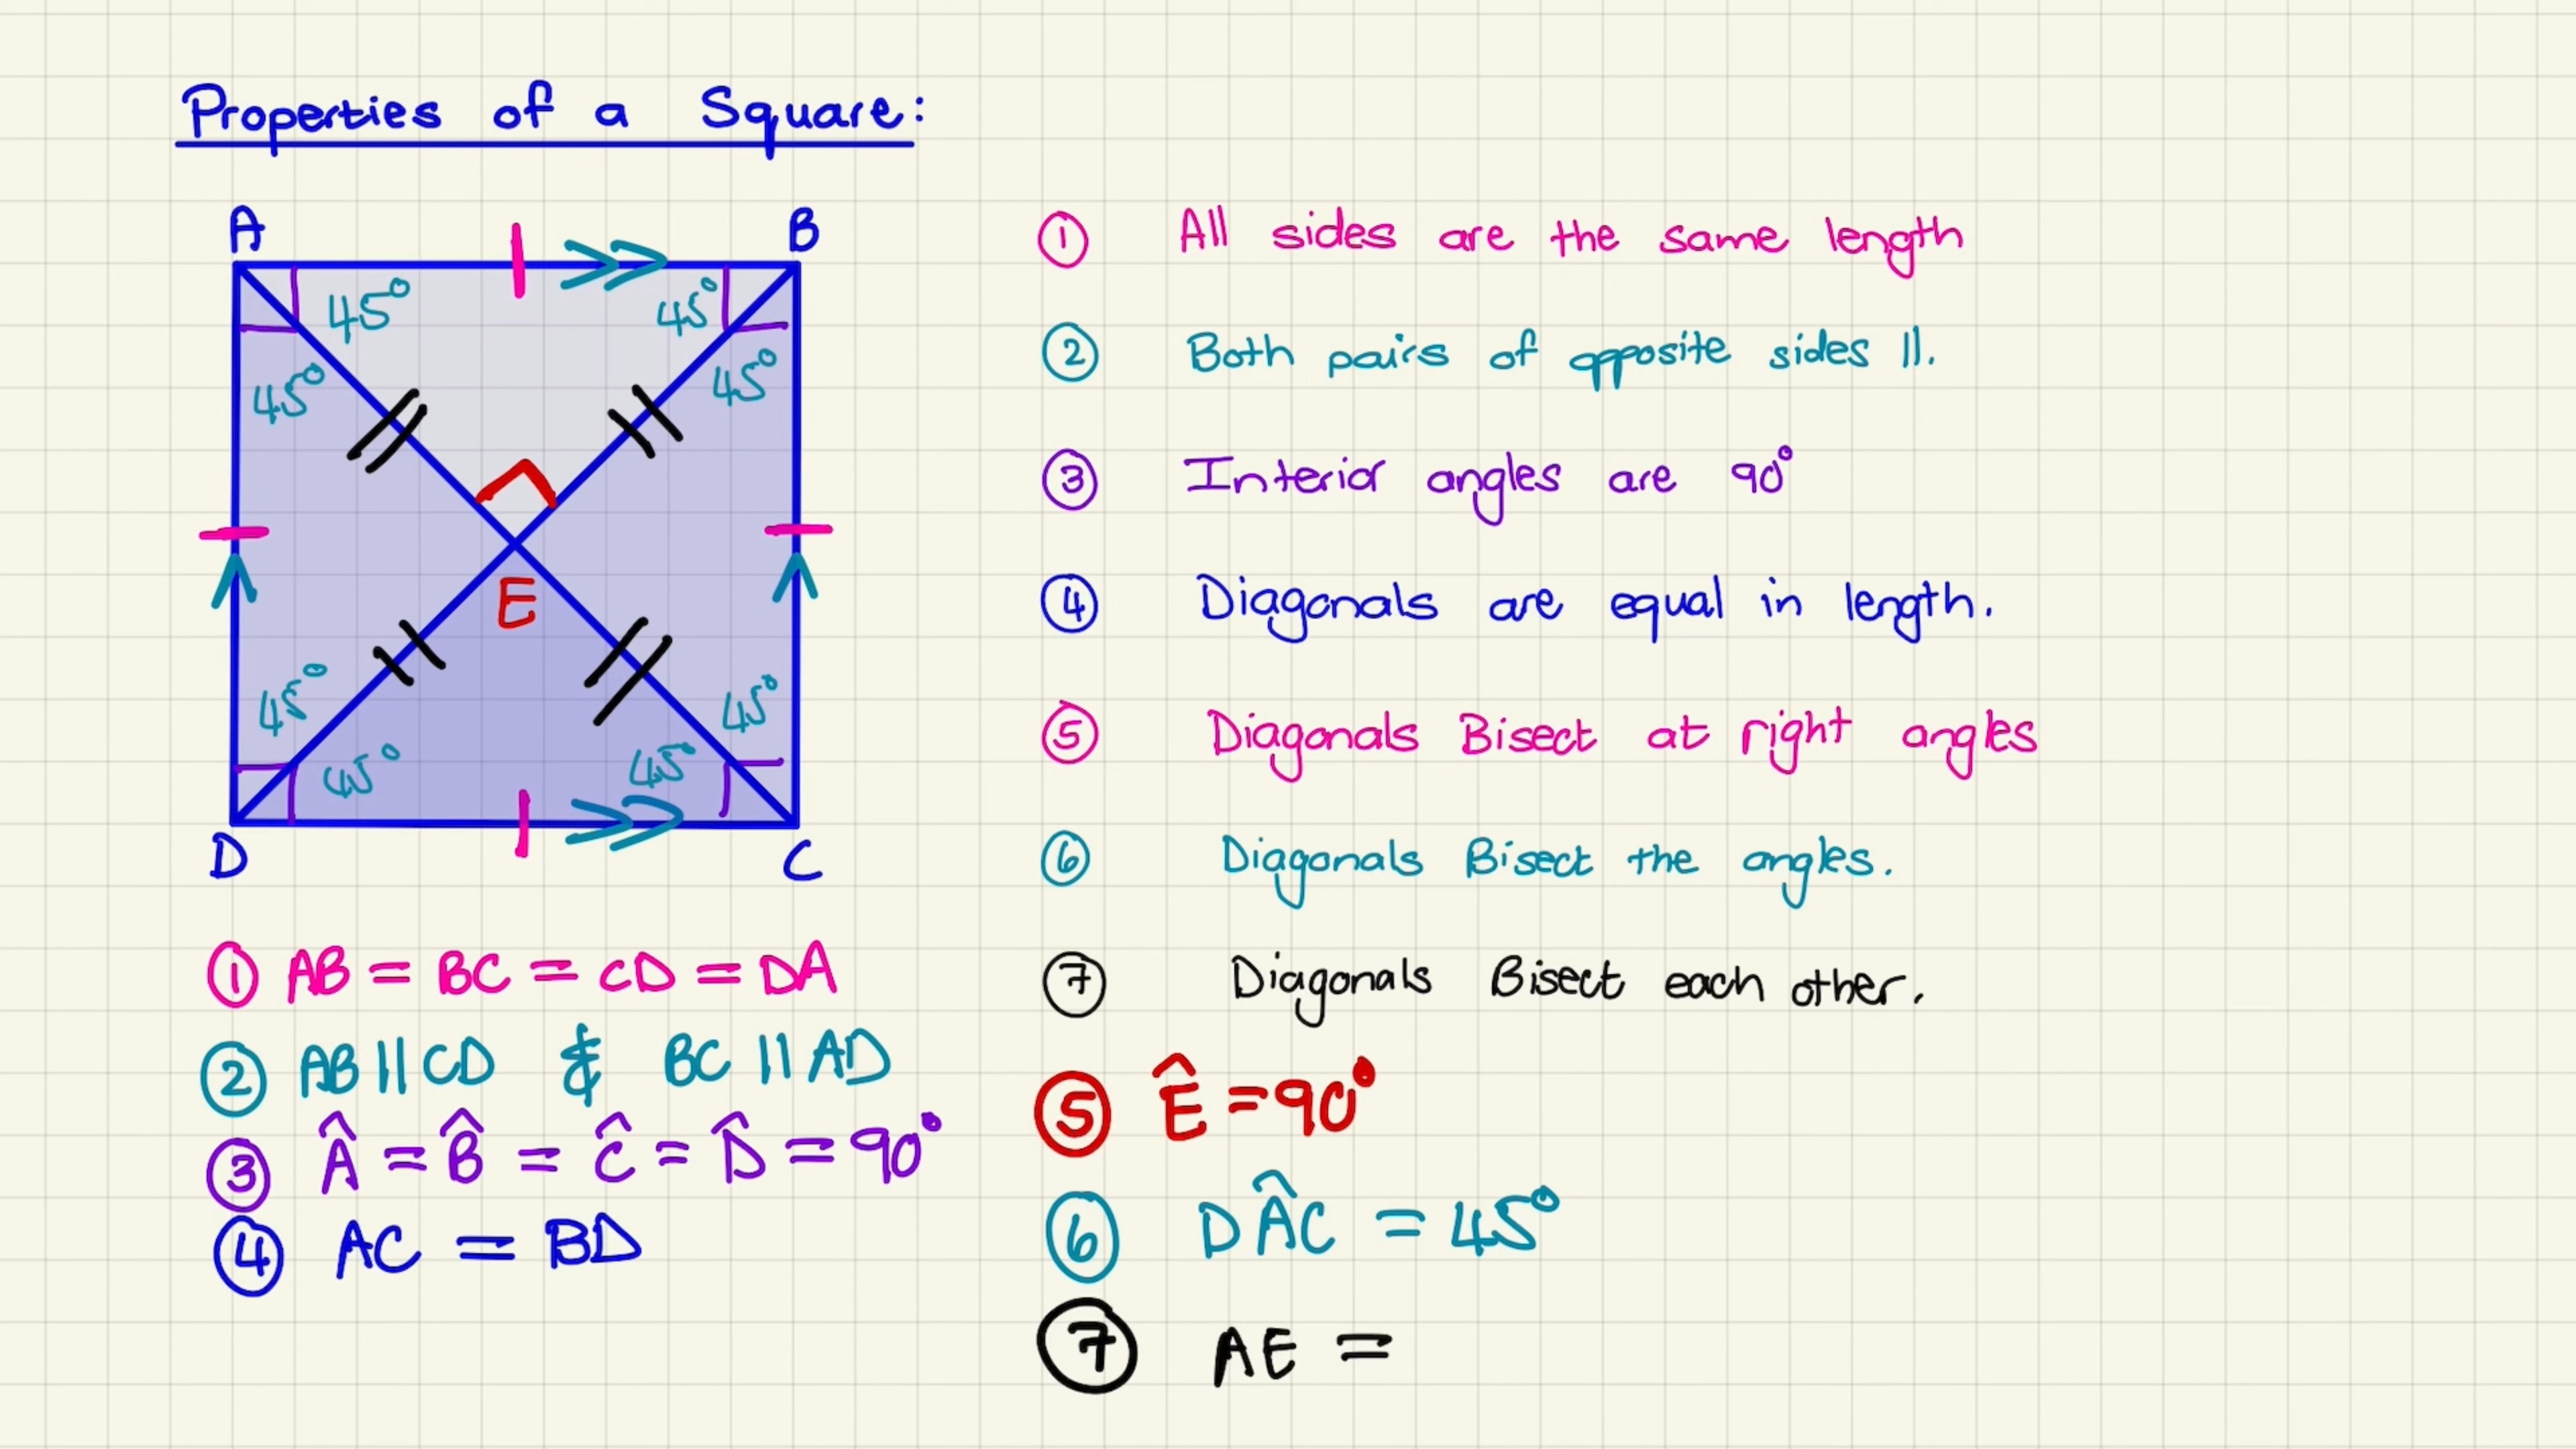 Properties of a Square:
A B
45° 45°
45° 45°
E
45° 45°
45° 45°
D C
① AB = BC = CD = DA
② AB || CD & BC || AD
③ Â = B̂ = Ĉ = D̂ = 90°
④ AC = BD
① All sides are the same length
② Both pairs of opposite sides ||.
③ Interior angles are 90°
④ Diagonals are equal in length.
⑤ Diagonals Bisect at right angles
⑥ Diagonals Bisect the angles.
⑦ Diagonals Bisect each other.
⑤ Ê = 90°
⑥ DÂC = 45°
⑦ AE =